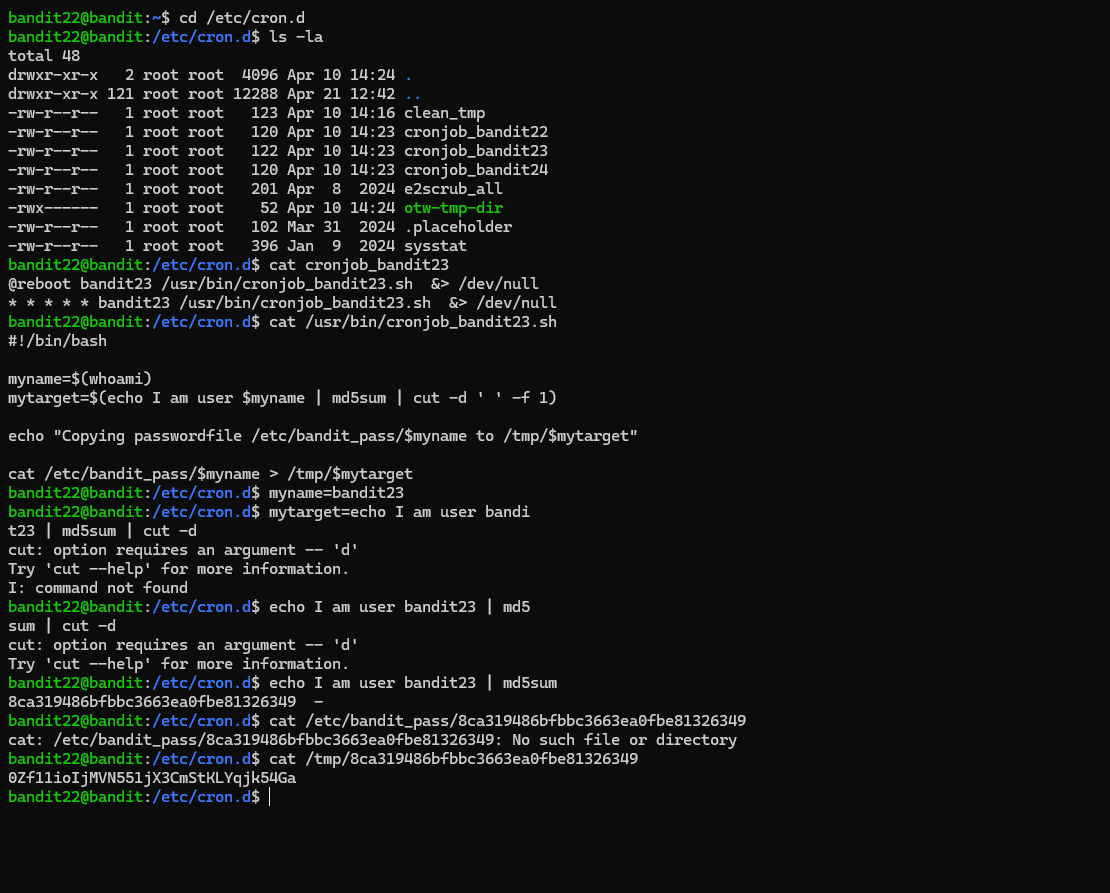 bandit22@bandit:~$ cd /etc/cron.d
bandit22@bandit:/etc/cron.d$ ls -la
total 48
drwxr-xr-x   2 root root  4096 Apr 10 14:24 .
drwxr-xr-x 121 root root 12288 Apr 21 12:42 ..
-rw-r--r--   1 root root   123 Apr 10 14:16 clean_tmp
-rw-r--r--   1 root root   120 Apr 10 14:23 cronjob_bandit22
-rw-r--r--   1 root root   122 Apr 10 14:23 cronjob_bandit23
-rw-r--r--   1 root root   120 Apr 10 14:23 cronjob_bandit24
-rw-r--r--   1 root root   201 Apr  8  2024 e2scrub_all
-rwx------   1 root root    52 Apr 10 14:24 otw-tmp-dir
-rw-r--r--   1 root root   102 Mar 31  2024 .placeholder
-rw-r--r--   1 root root   396 Jan  9  2024 sysstat
bandit22@bandit:/etc/cron.d$ cat cronjob_bandit23
@reboot bandit23 /usr/bin/cronjob_bandit23.sh  &> /dev/null
* * * * * bandit23 /usr/bin/cronjob_bandit23.sh  &> /dev/null
bandit22@bandit:/etc/cron.d$ cat /usr/bin/cronjob_bandit23.sh
#!/bin/bash

myname=$(whoami)
mytarget=$(echo I am user $myname | md5sum | cut -d ' ' -f 1)

echo "Copying passwordfile /etc/bandit_pass/$myname to /tmp/$mytarget"

cat /etc/bandit_pass/$myname > /tmp/$mytarget
bandit22@bandit:/etc/cron.d$ myname=bandit23
bandit22@bandit:/etc/cron.d$ mytarget=echo I am user bandi
t23 | md5sum | cut -d
cut: option requires an argument -- 'd'
Try 'cut --help' for more information.
I: command not found
bandit22@bandit:/etc/cron.d$ echo I am user bandit23 | md5
sum | cut -d
cut: option requires an argument -- 'd'
Try 'cut --help' for more information.
bandit22@bandit:/etc/cron.d$ echo I am user bandit23 | md5sum
8ca319486bfbbc3663ea0fbe81326349  -
bandit22@bandit:/etc/cron.d$ cat /etc/bandit_pass/8ca319486bfbbc3663ea0fbe81326349
cat: /etc/bandit_pass/8ca319486bfbbc3663ea0fbe81326349: No such file or directory
bandit22@bandit:/etc/cron.d$ cat /tmp/8ca319486bfbbc3663ea0fbe81326349
0Zf11ioIjMVN551jX3CmStKLYqjk54Ga
bandit22@bandit:/etc/cron.d$